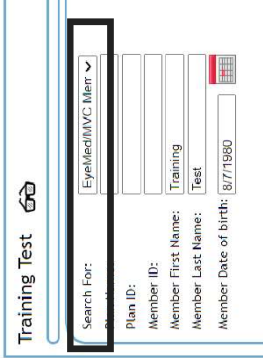 Training Test
Search For: EyeMed/MVC Mem
Plan ID:
Member ID:
Member First Name: Training
Member Last Name: Test
Member Date of birth: 8/7/1980